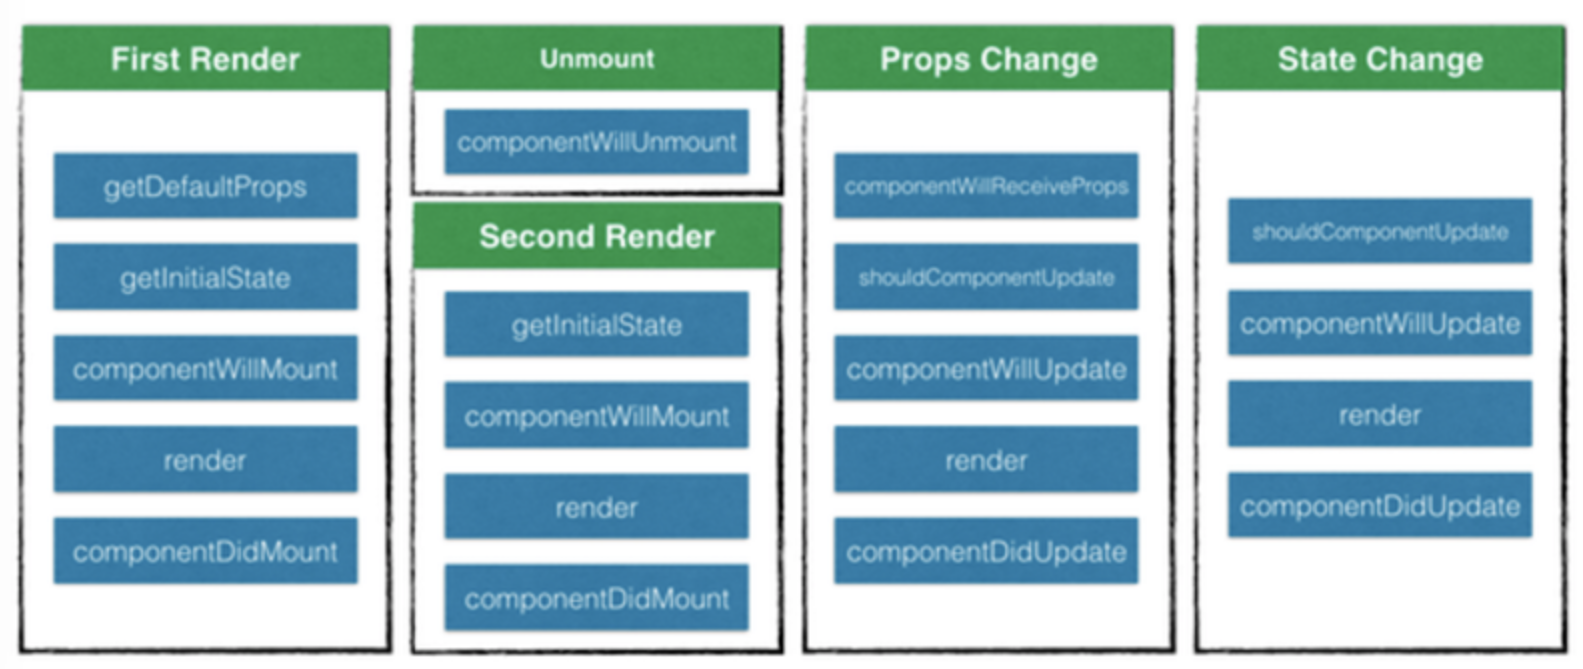 First Render
getDefaultProps
getInitialState
componentWillMount
render
componentDidMount
Unmount
componentWillUnmount
Second Render
getInitialState
componentWillMount
render
componentDidMount
Props Change
componentWillReceiveProps
shouldComponentUpdate
componentWillUpdate
render
componentDidUpdate
State Change
shouldComponentUpdate
componentWillUpdate
render
componentDidUpdate